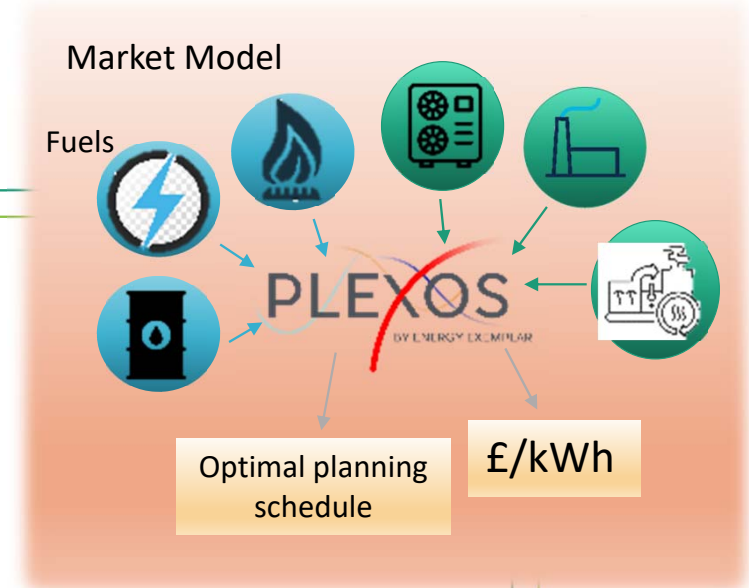 Market Model
Fuels
PLEXOS
BY ENERGY EXEMPLAR
Optimal planning
schedule
£/kWh